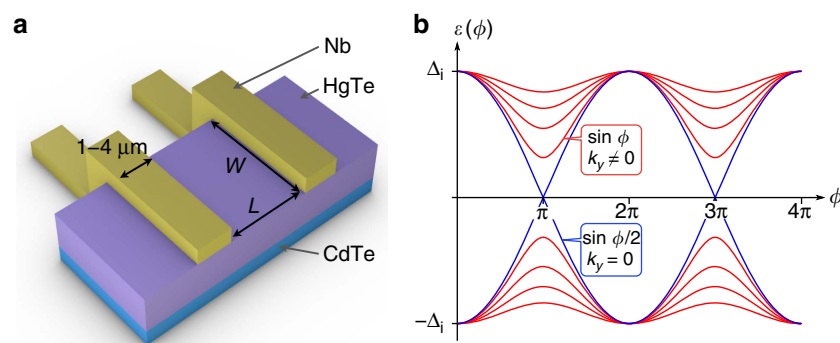 a
Nb
HgTe
1–4 μm
W
L
CdTe
b
ε(ϕ)
Δi
sin ϕ
ky ≠ 0
π
2π
3π
4π
ϕ
sin ϕ/2
ky = 0
−Δi